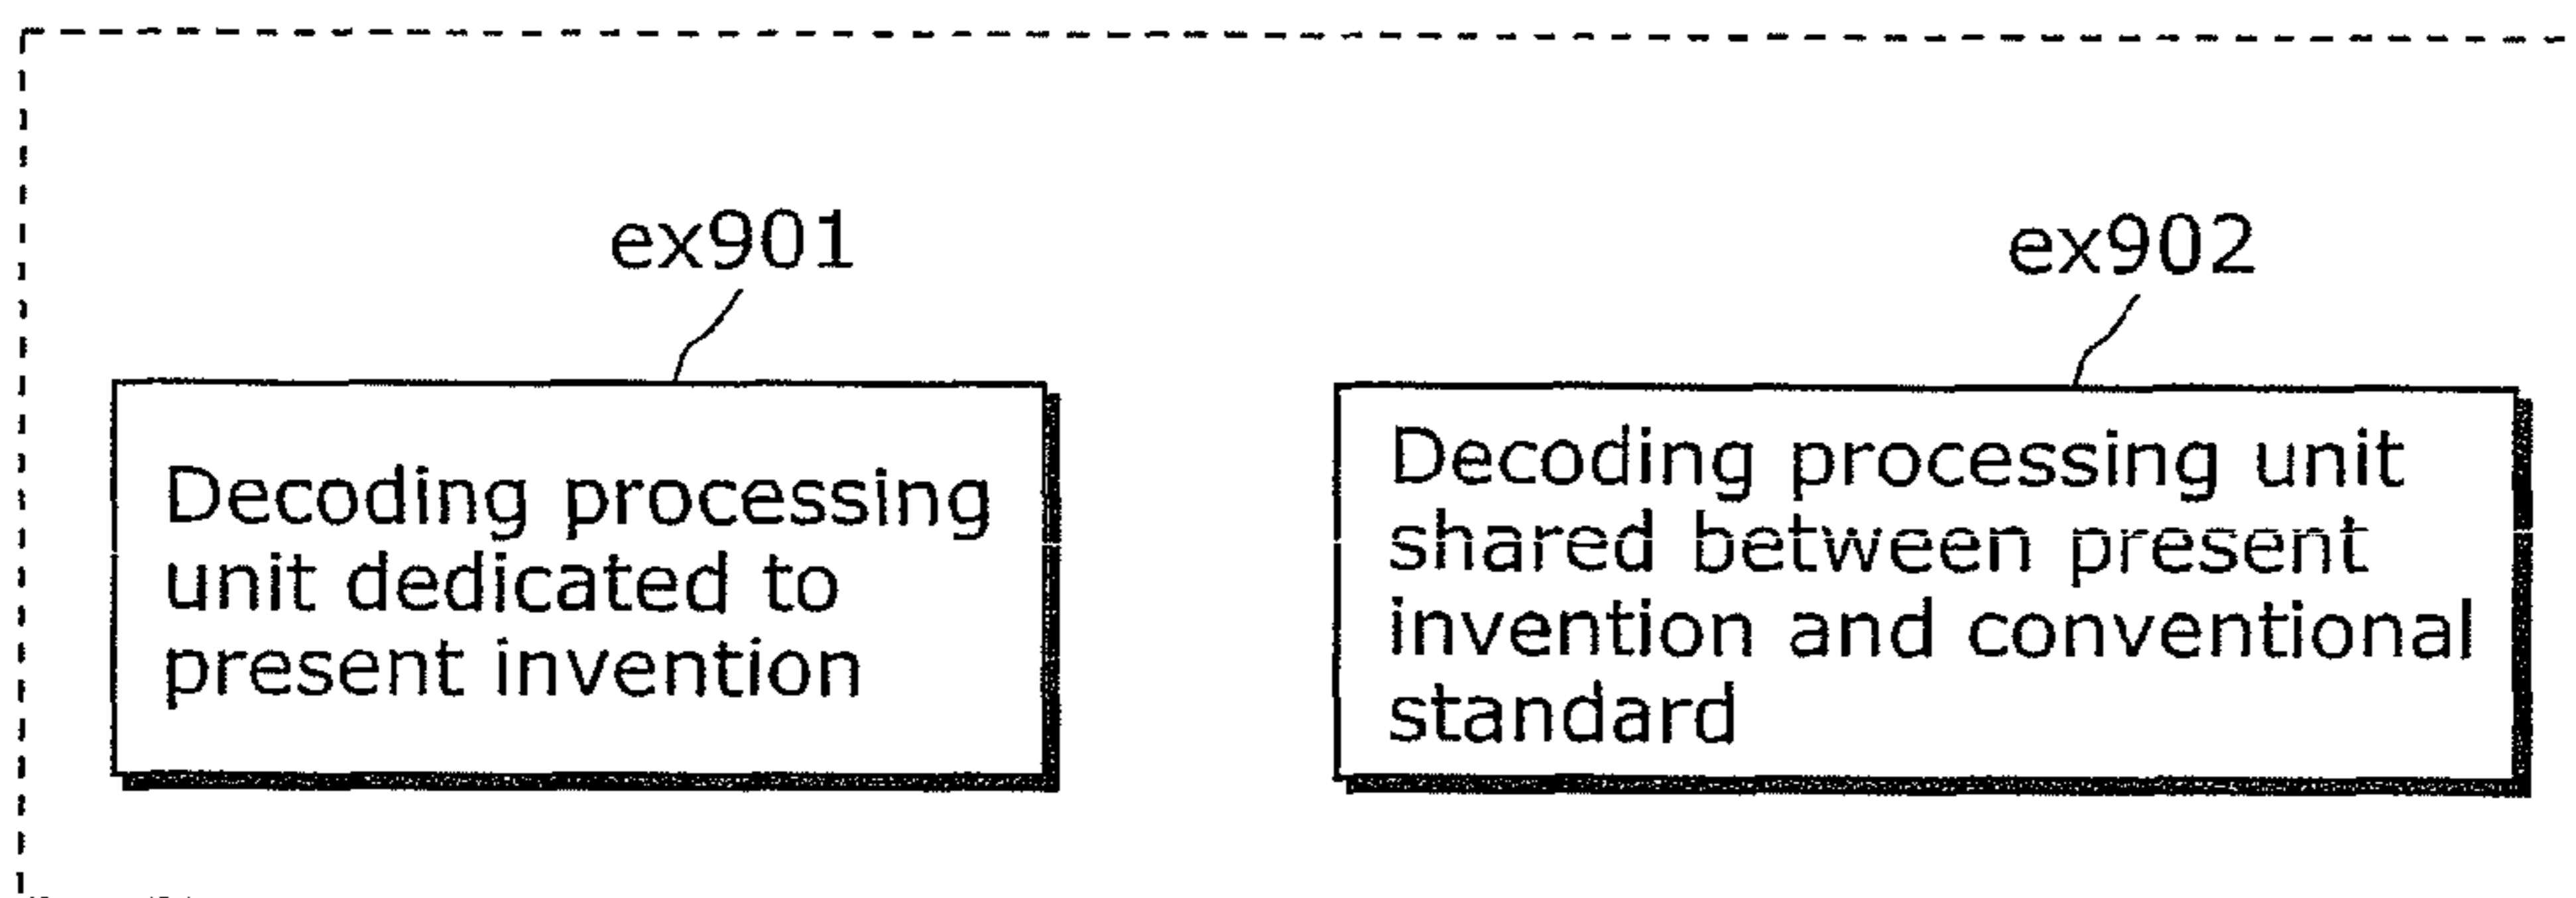 ex901
ex902
Decoding processing
unit dedicated to
present invention
Decoding processing unit
shared between present
invention and conventional
standard